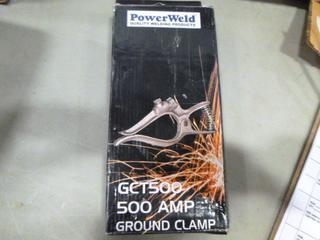 PowerWeld
QUALITY WELDING PRODUCTS
GCT500
500 AMP
GROUND CLAMP